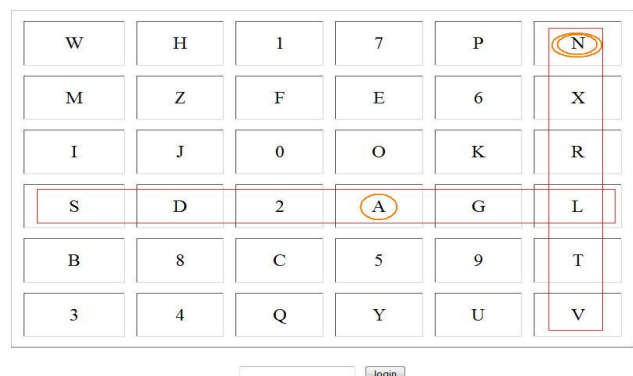 W H 1 7 P N
M Z F E 6 X
I J 0 O K R
S D 2 A G L
B 8 C 5 9 T
3 4 Q Y U V
login